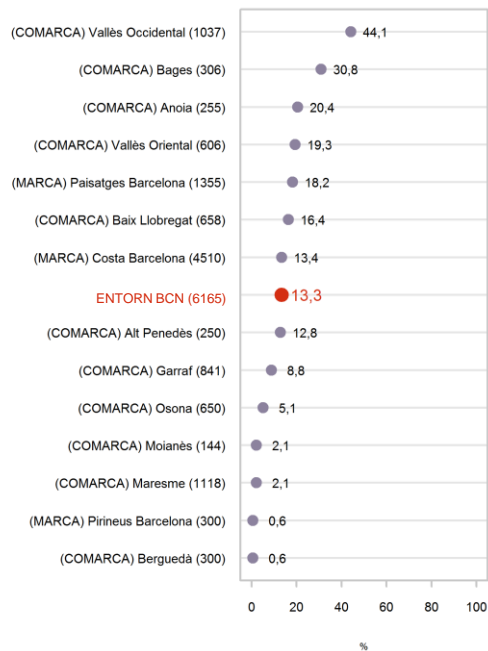 (COMARCA) Vallès Occidental (1037) 44,1
(COMARCA) Bages (306) 30,8
(COMARCA) Anoia (255) 20,4
(COMARCA) Vallès Oriental (606) 19,3
(MARCA) Paisatges Barcelona (1355) 18,2
(COMARCA) Baix Llobregat (658) 16,4
(MARCA) Costa Barcelona (4510) 13,4
ENTORN BCN (6165) 13,3
(COMARCA) Alt Penedès (250) 12,8
(COMARCA) Garraf (841) 8,8
(COMARCA) Osona (650) 5,1
(COMARCA) Moianès (144) 2,1
(COMARCA) Maresme (1118) 2,1
(MARCA) Pirineus Barcelona (300) 0,6
(COMARCA) Berguedà (300) 0,6
0 20 40 60 80 100
%